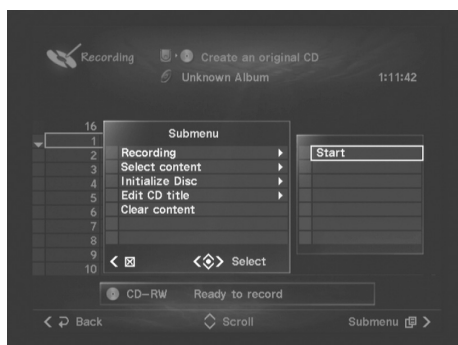 Recording
Create an original CD
Unknown Album
1:11:42
16
1
2
3
4
5
6
7
8
9
10
Submenu
Recording
Select content
Initialize Disc
Edit CD title
Clear content
Select
Start
CD-RW Ready to record
Back
Scroll
Submenu